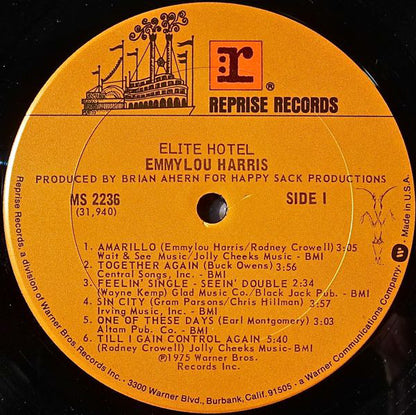 r®
REPRISE RECORDS
ELITE HOTEL
EMMYLOU HARRIS
PRODUCED BY BRIAN AHERN FOR HAPPY SACK PRODUCTIONS
MS 2236
(31,940)
SIDE 1
1. AMARILLO (Emmylou Harris/Rodney Crowell) 3:05
Wait & See Music/Jolly Cheeks Music - BMI
2. TOGETHER AGAIN (Buck Owens) 3:56
Central Songs, Inc. - BMI
3. FEELIN' SINGLE - SEEIN' DOUBLE 2:34
(Wayne Kemp) Glad Music Co./Black Jack Pub. - BMI
4. SIN CITY (Gram Parsons/Chris Hillman) 3:57
Irving Music, Inc. - BMI
5. ONE OF THESE DAYS (Earl Montgomery) 3:03
Altam Pub. Co. - BMI
6. TILL I GAIN CONTROL AGAIN 5:40
(Rodney Crowell) Jolly Cheeks Music-BMI
℗1975 Warner Bros.
Records Inc.
Reprise Records, a division of Warner Bros. Records Inc. · 3300 Warner Blvd., Burbank, Calif. 91505 - a Warner Communications Company · Made in U.S.A.